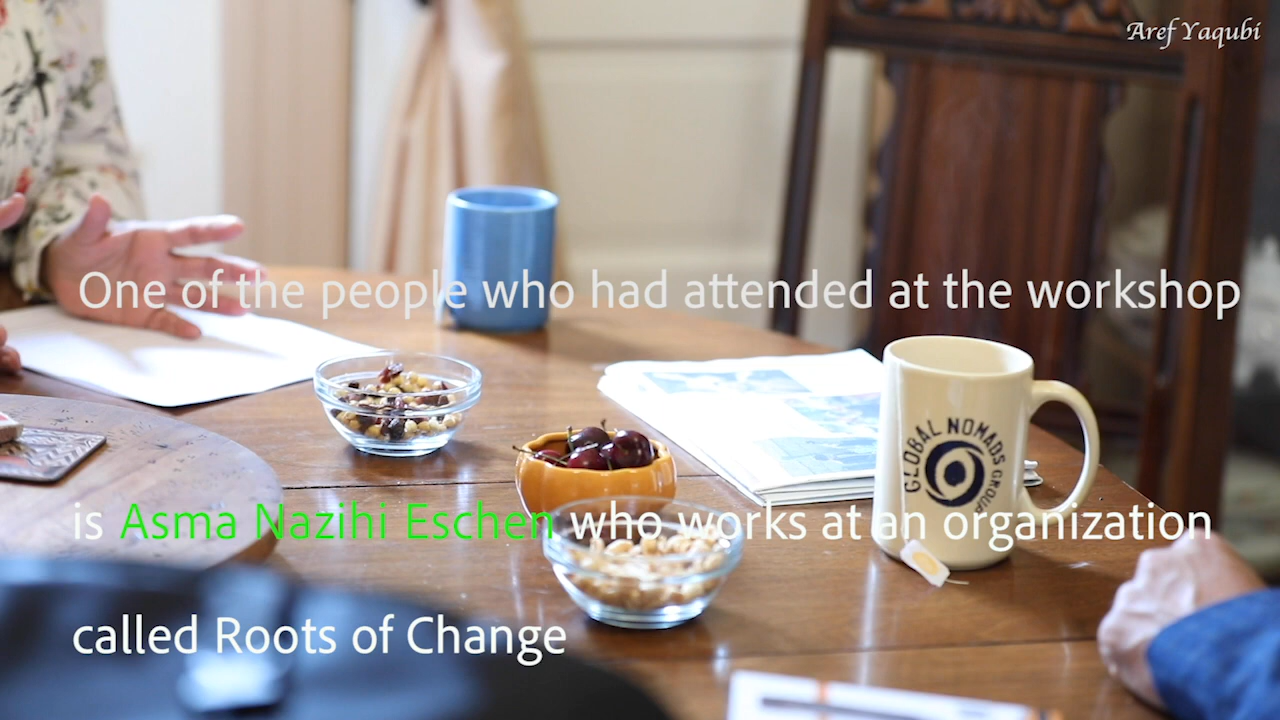 Aref Yaqubi
One of the people who had attended at the workshop
GLOBAL NOMADS GROUP
is Asma Nazihi Eschen who works at an organization
called Roots of Change